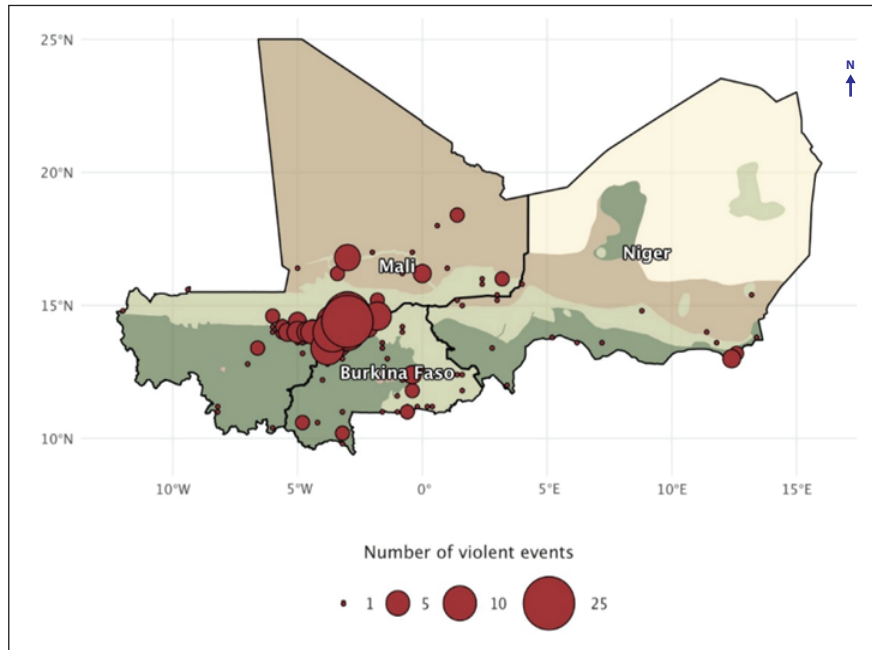 25°N
N
20°N
Niger
Mali
15°N
Burkina Faso
10°N
10°W 5°W 0° 5°E 10°E 15°E
Number of violent events
1 5 10 25